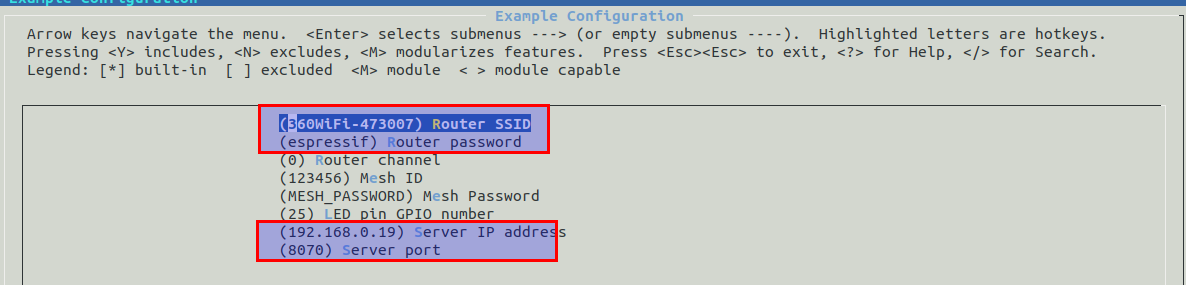 Example Configuration
Example Configuration
Arrow keys navigate the menu.  <Enter> selects submenus ---> (or empty submenus ----).  Highlighted letters are hotkeys.
Pressing <Y> includes, <N> excludes, <M> modularizes features.  Press <Esc><Esc> to exit, <?> for Help, </> for Search.
Legend: [*] built-in  [ ] excluded  <M> module  < > module capable
(360WiFi-473007) Router SSID
(espressif) Router password
(0) Router channel
(123456) Mesh ID
(MESH_PASSWORD) Mesh Password
(25) LED pin GPIO number
(192.168.0.19) Server IP address
(8070) Server port